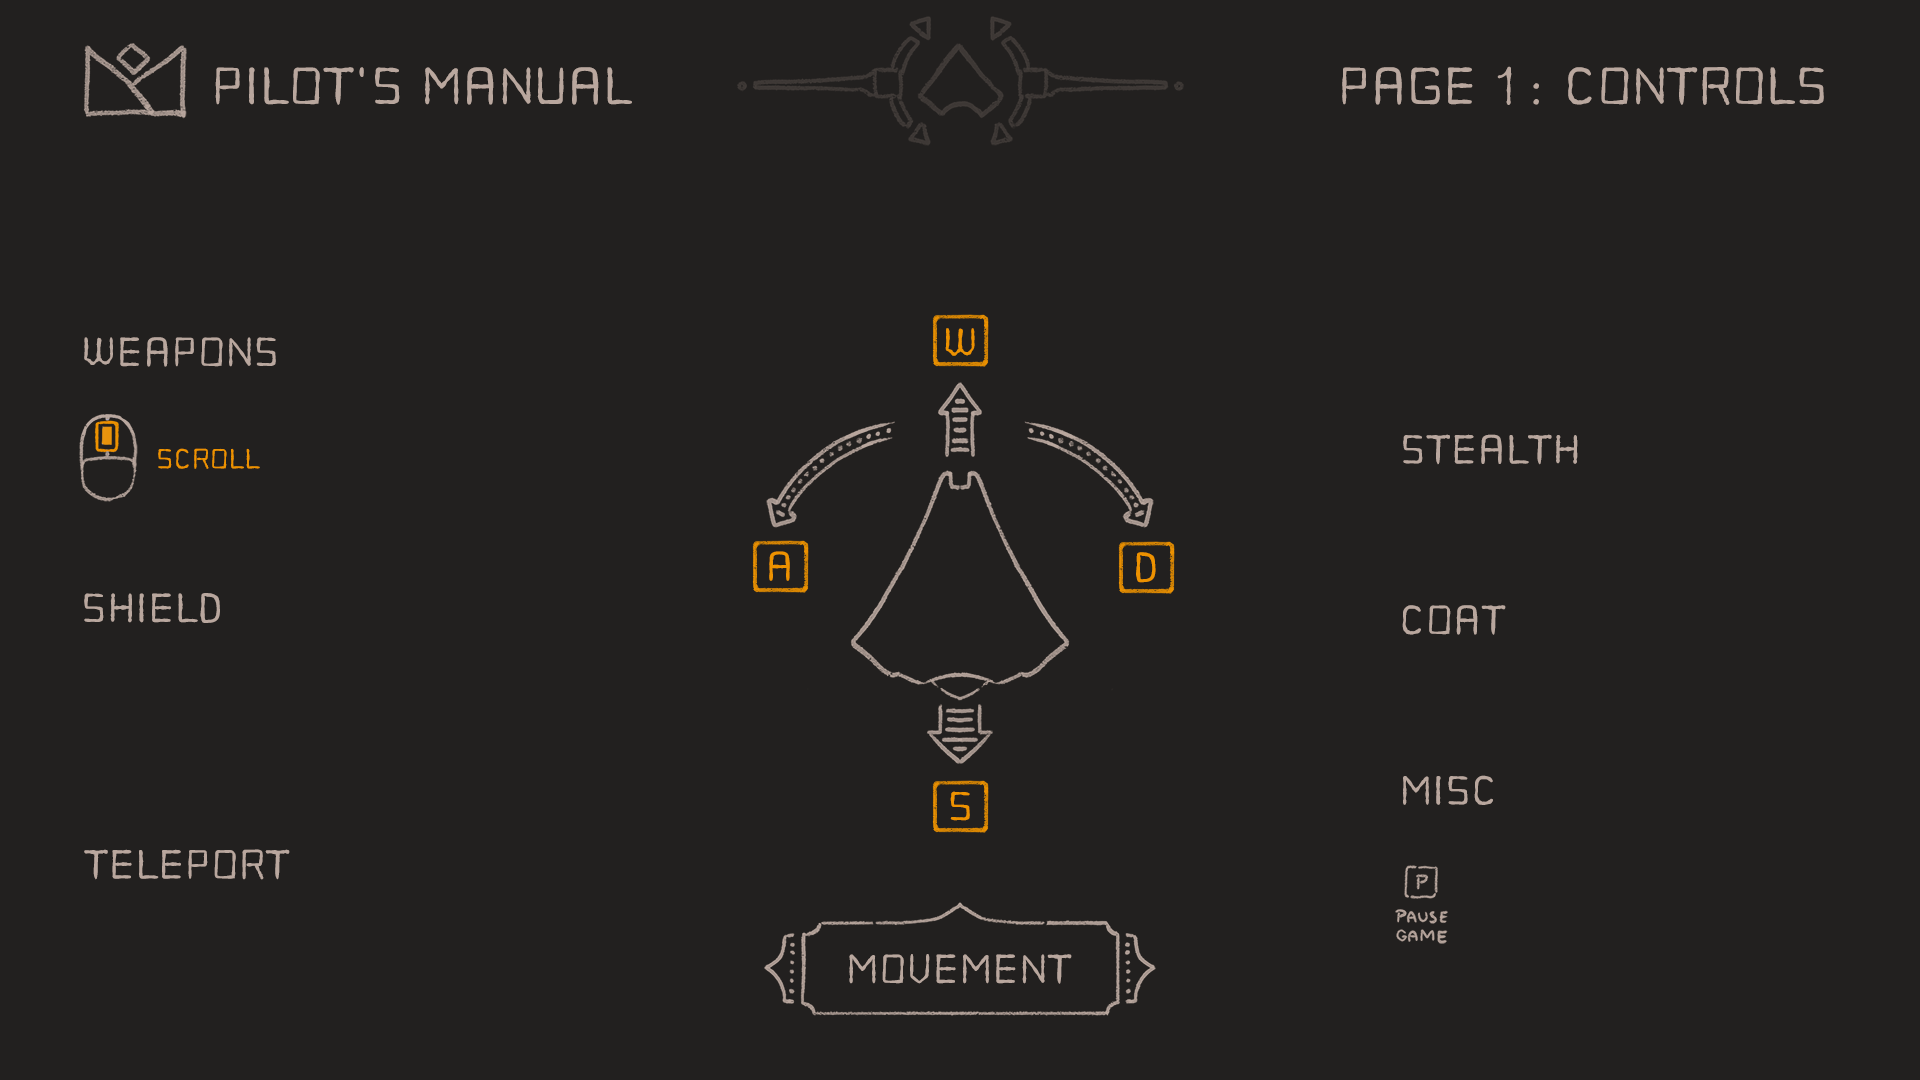 PILOT'S MANUAL
PAGE 1: CONTROLS
WEAPONS
SCROLL
SHIELD
TELEPORT
W
A
D
S
MOVEMENT
STEALTH
COAT
MISC
P
PAUSE
GAME